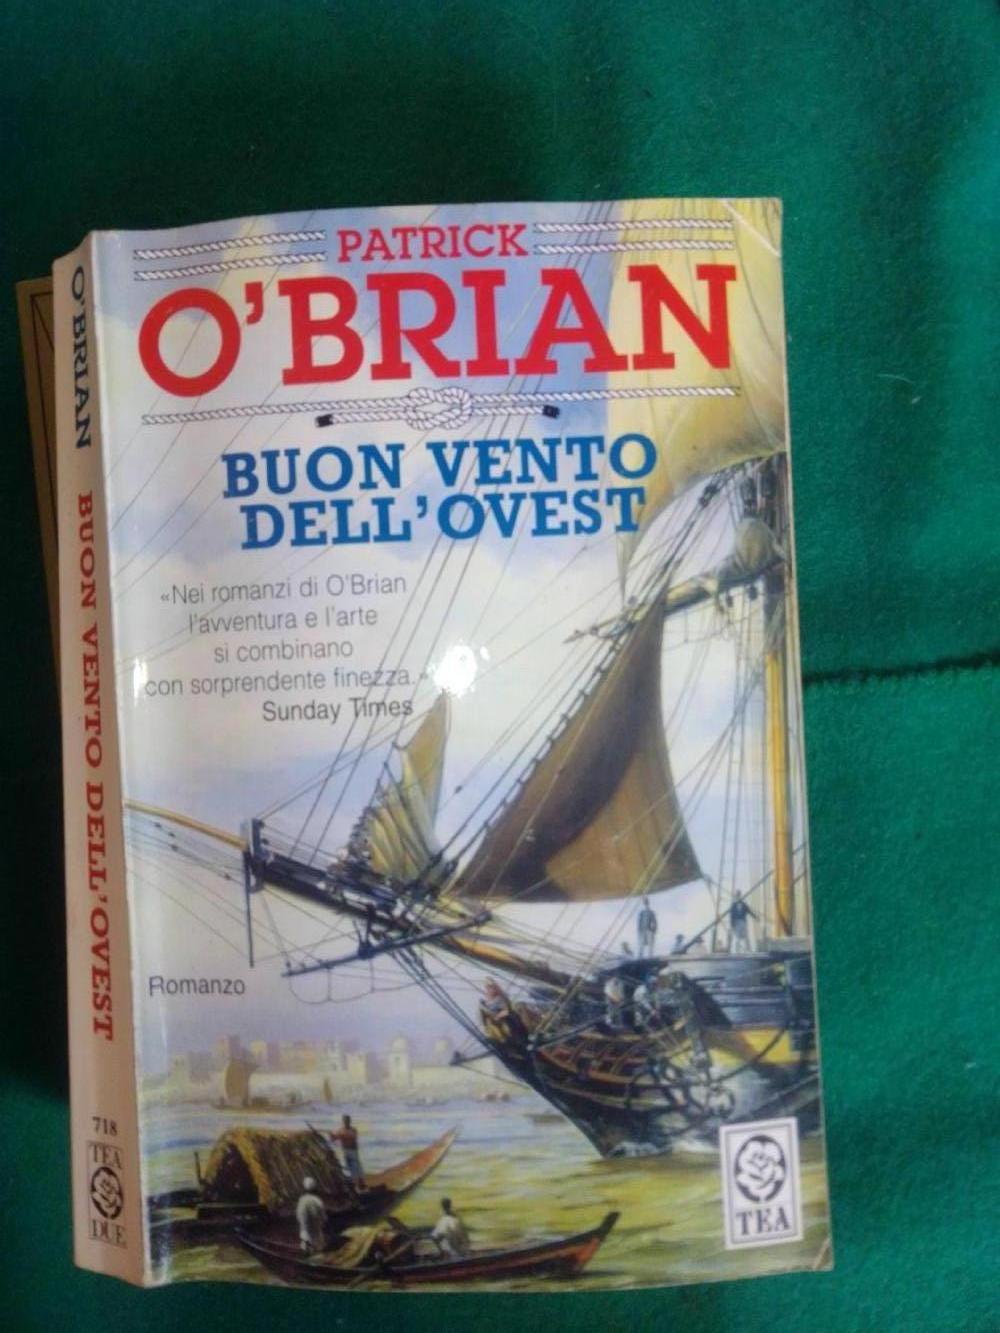 PATRICK
O'BRIAN
BUON VENTO
DELL'OVEST
«Nei romanzi di O'Brian
l'avventura e l'arte
si combinano
con sorprendente finezza.»
Sunday Times
Romanzo
TEA
O'BRIAN BUON VENTO DELL'OVEST
718
TEA
DUE